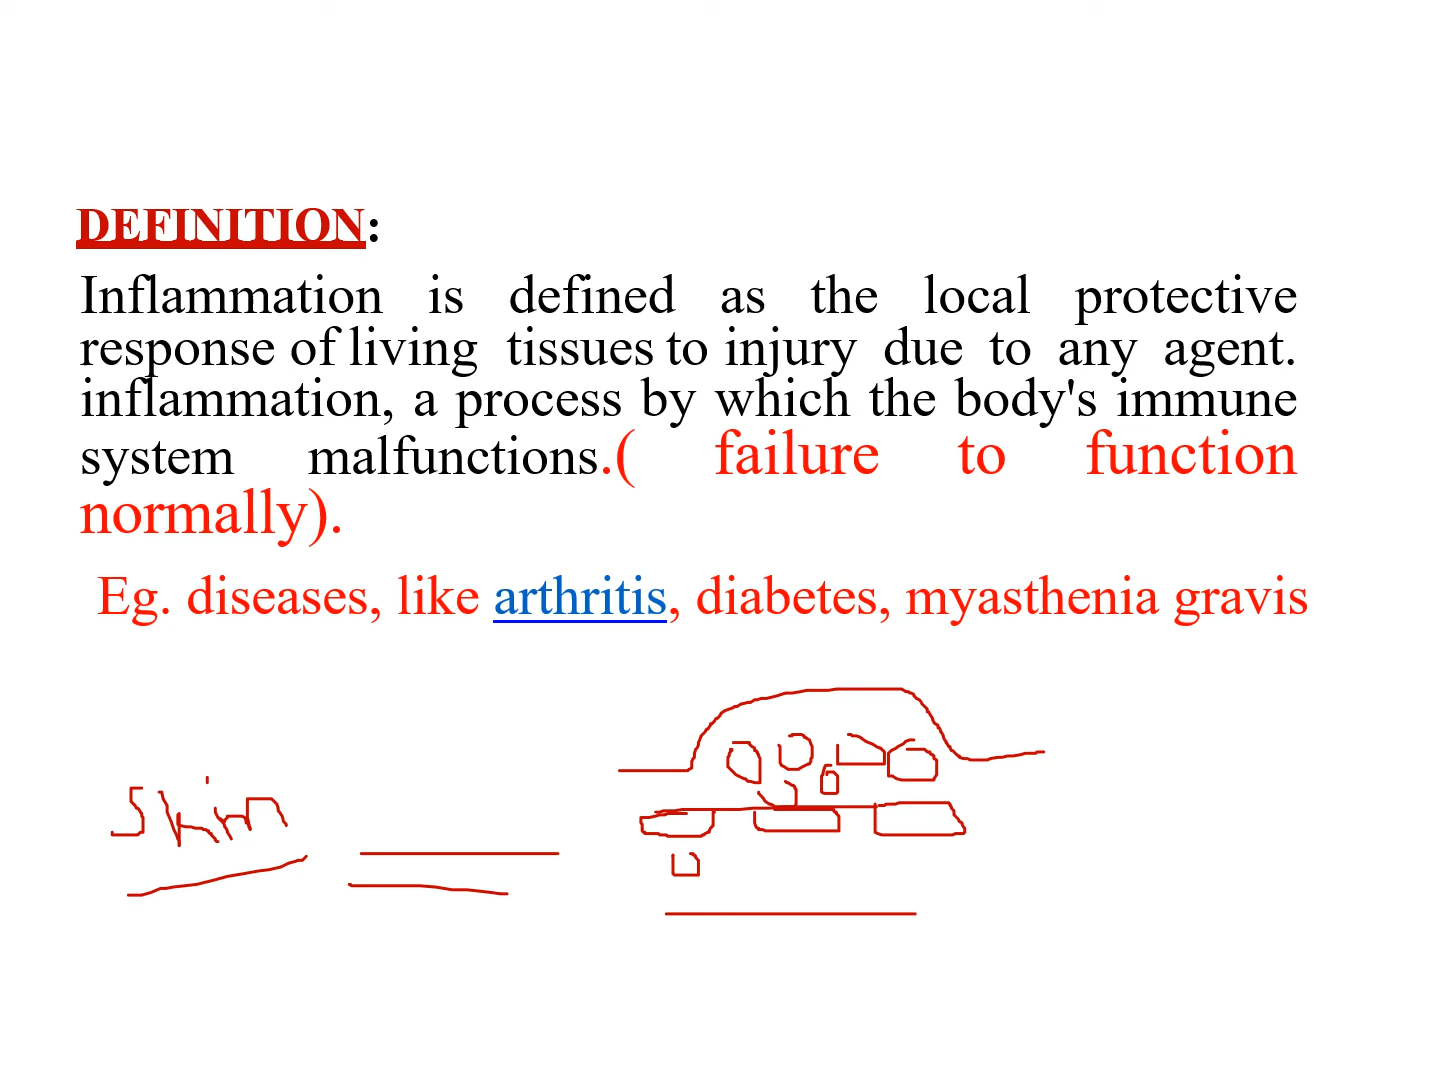 DEFINITION:
Inflammation is defined as the local protective
response of living tissues to injury due to any agent.
inflammation, a process by which the body's immune
system malfunctions.( failure to function
normally).
Eg. diseases, like arthritis, diabetes, myasthenia gravis
Skin